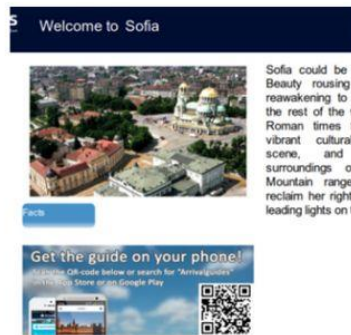 S
Welcome to Sofia
Sofia could be
Beauty rousing
reawakening to
the rest of the
Roman times
vibrant cultural
scene, and
surroundings o
Mountain range
reclaim her right
leading lights on
Facts
Get the guide on your phone!
the QR-code below or search for "Arrivalguides"
in the App Store or on Google Play